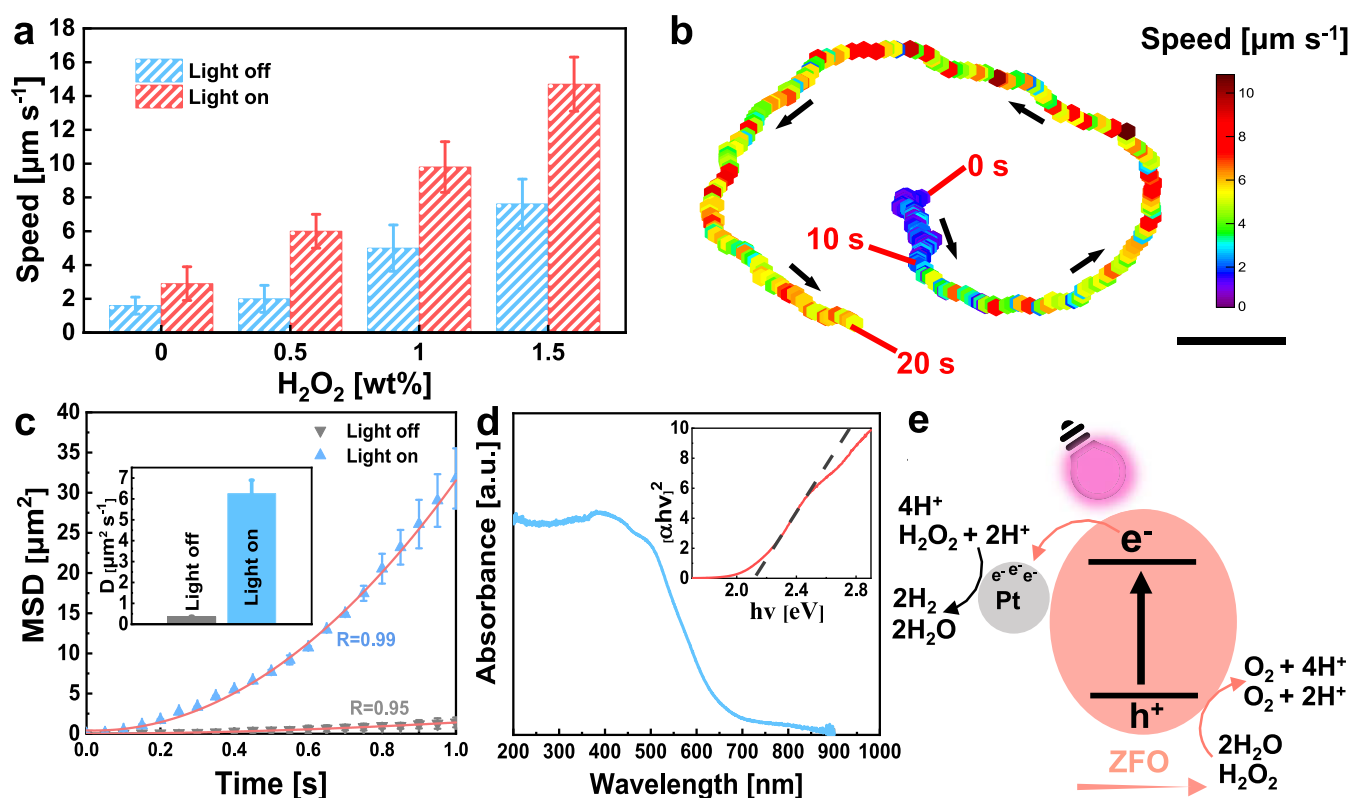 a
Speed [µm s⁻¹]
18
16
14
12
10
8
6
4
2
0
Light off
Light on
0
0.5
1
1.5
H₂O₂ [wt%]
b
0 s
10 s
20 s
Speed [µm s⁻¹]
10
8
6
4
2
0
c
MSD [µm²]
40
35
30
25
20
15
10
5
0
Light off
Light on
D [µm² s⁻¹]
7
6
5
4
3
2
1
0
Light off
Light on
R=0.99
R=0.95
0.0
0.2
0.4
0.6
0.8
1.0
Time [s]
d
Absorbance [a.u.]
[αhv]²
10
8
6
4
2
0
2.0
2.4
2.8
hv [eV]
200 300 400 500 600 700 800 900 1000
Wavelength [nm]
e
4H⁺
H₂O₂ + 2H⁺
e⁻
e⁻ e⁻ e⁻
Pt
2H₂
2H₂O
h⁺
O₂ + 4H⁺
O₂ + 2H⁺
2H₂O
H₂O₂
ZFO